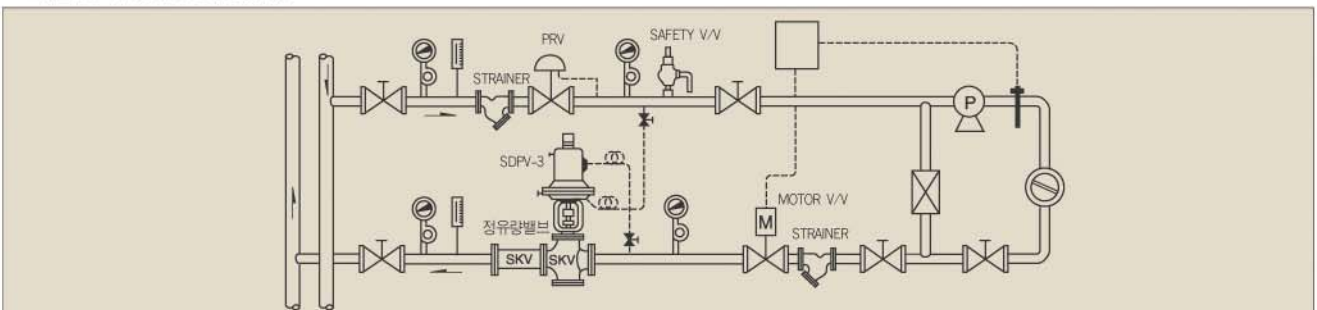 PRV
SAFETY V/V
STRAINER
P
SDPV-3
MOTOR V/V
M
정유량밸브
STRAINER
SKV
SKV